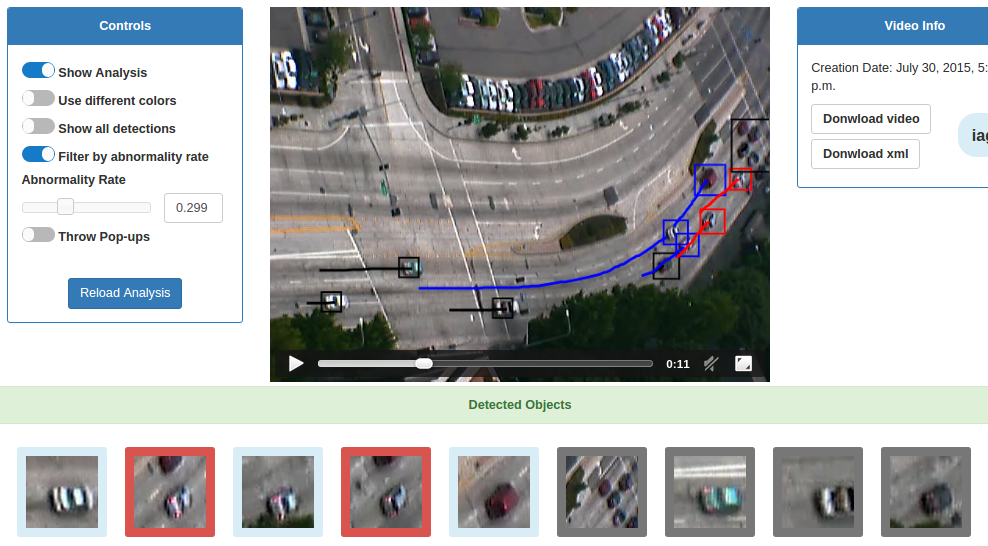 Controls
Show Analysis
Use different colors
Show all detections
Filter by abnormality rate
Abnormality Rate
0.299
Throw Pop-ups
Reload Analysis
0:11
Video Info
Creation Date: July 30, 2015, 5:
p.m.
Donwload video
Donwload xml
iag
Detected Objects